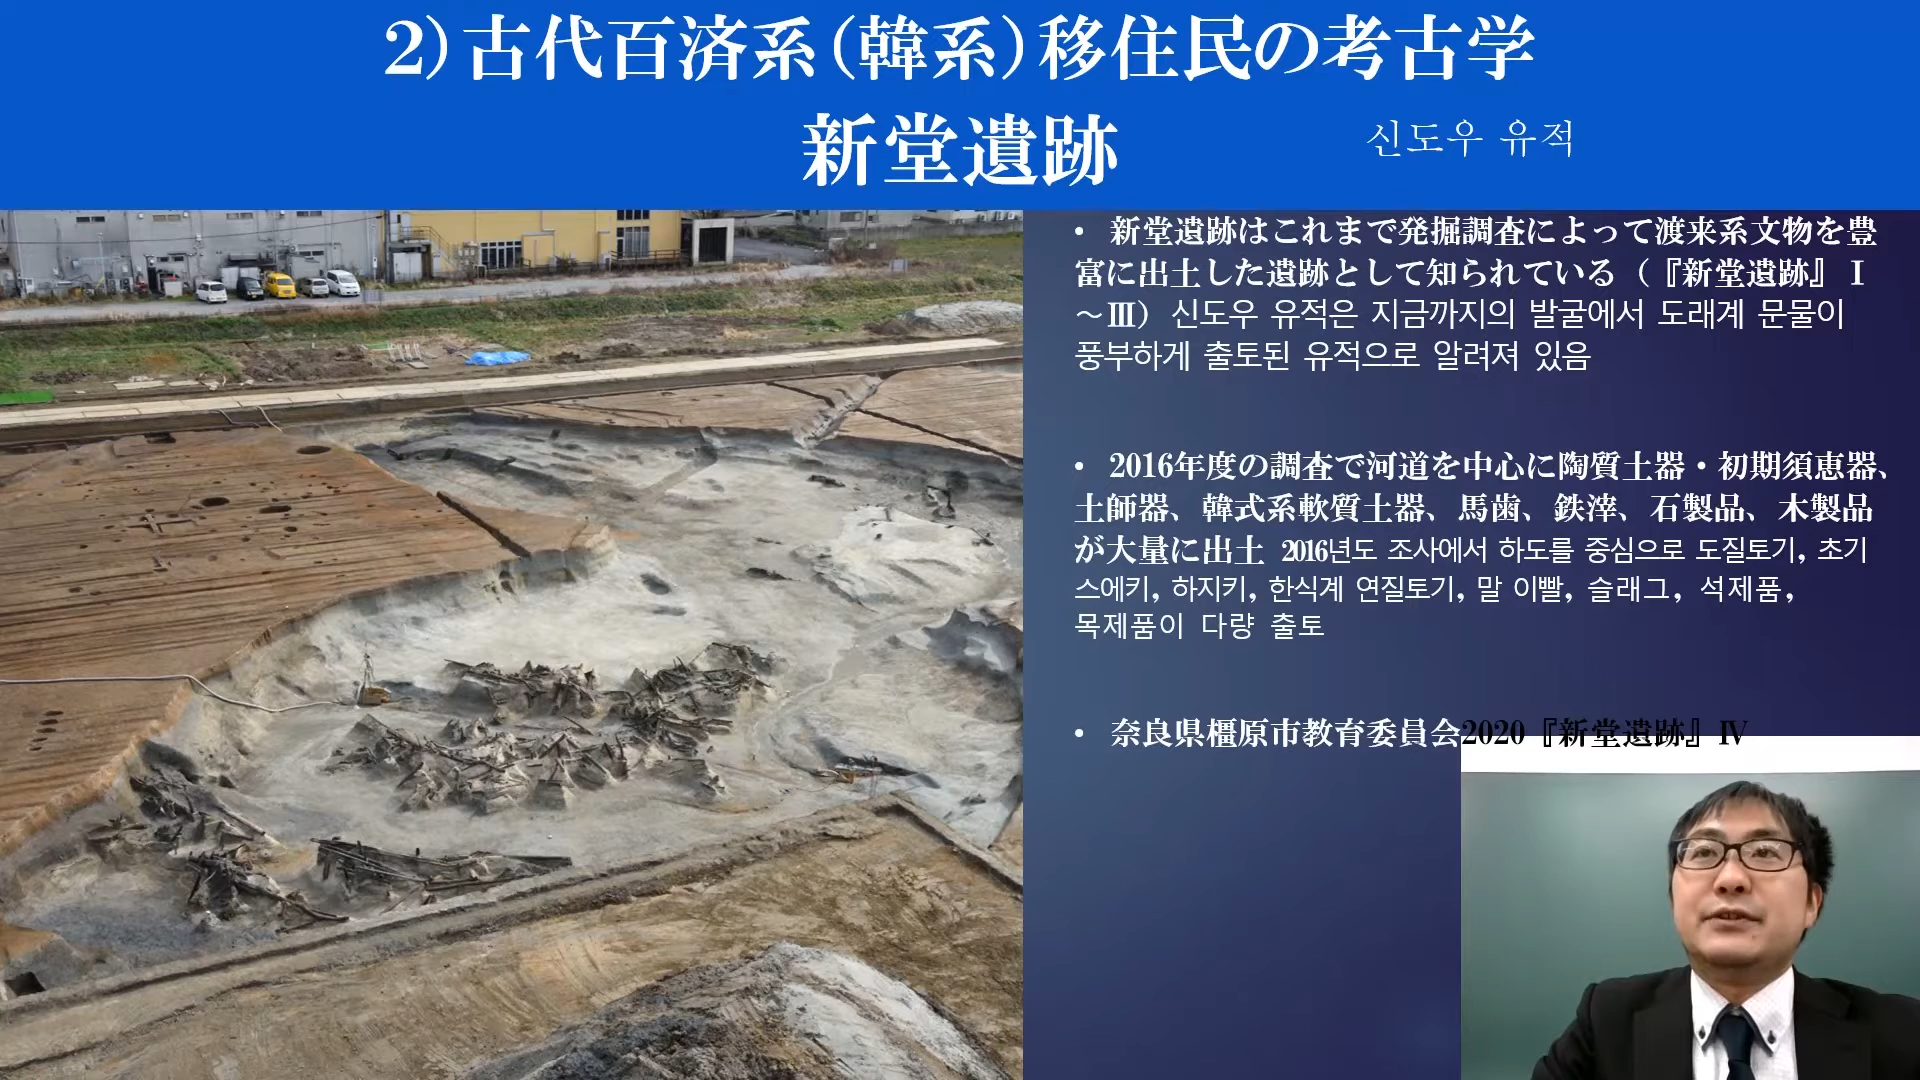 2）古代百済系（韓系）移住民の考古学
新堂遺跡
신도우 유적
• 新堂遺跡はこれまで発掘調査によって渡来系文物を豊
富に出土した遺跡として知られている（『新堂遺跡』Ｉ
～Ⅲ）신도우 유적은 지금까지의 발굴에서 도래계 문물이
풍부하게 출토된 유적으로 알려져 있음
• 2016年度の調査で河道を中心に陶質土器・初期須恵器、
土師器、韓式系軟質土器、馬歯、鉄滓、石製品、木製品
が大量に出土 2016년도 조사에서 하도를 중심으로 도질토기, 초기
스에키, 하지키, 한식계 연질토기, 말 이빨, 슬래그, 석제품,
목제품이 다량 출토
• 奈良県橿原市教育委員会2020『新堂遺跡』Ⅳ